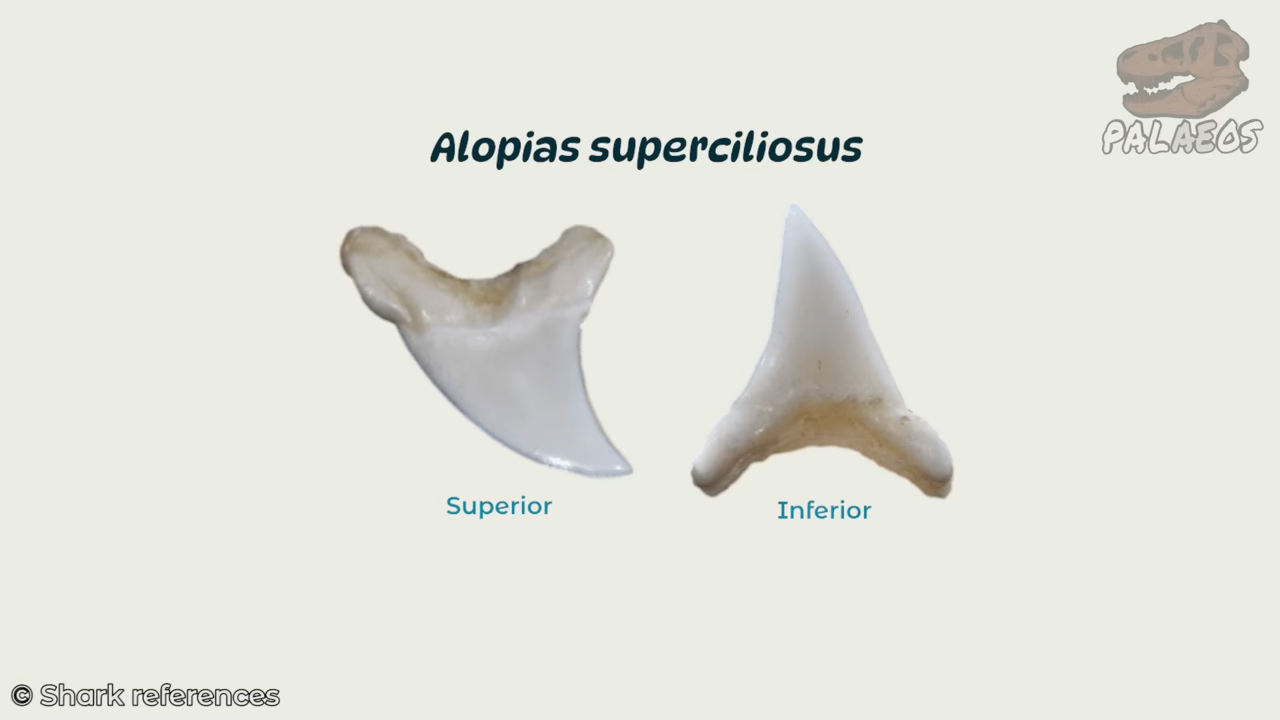 PALAEOS
Alopias superciliosus
Superior
Inferior
© Shark references